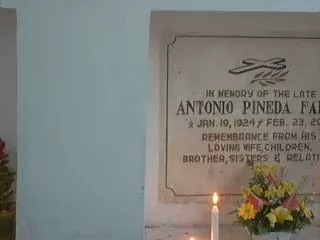 IN MEMORY OF THE LATE
ANTONIO PINEDA
JAN. 19, 1924 FEB. 23,
REMEMBRANCE FROM HIS
LOVING WIFE, CHILDREN,
BROTHER, SISTERS &